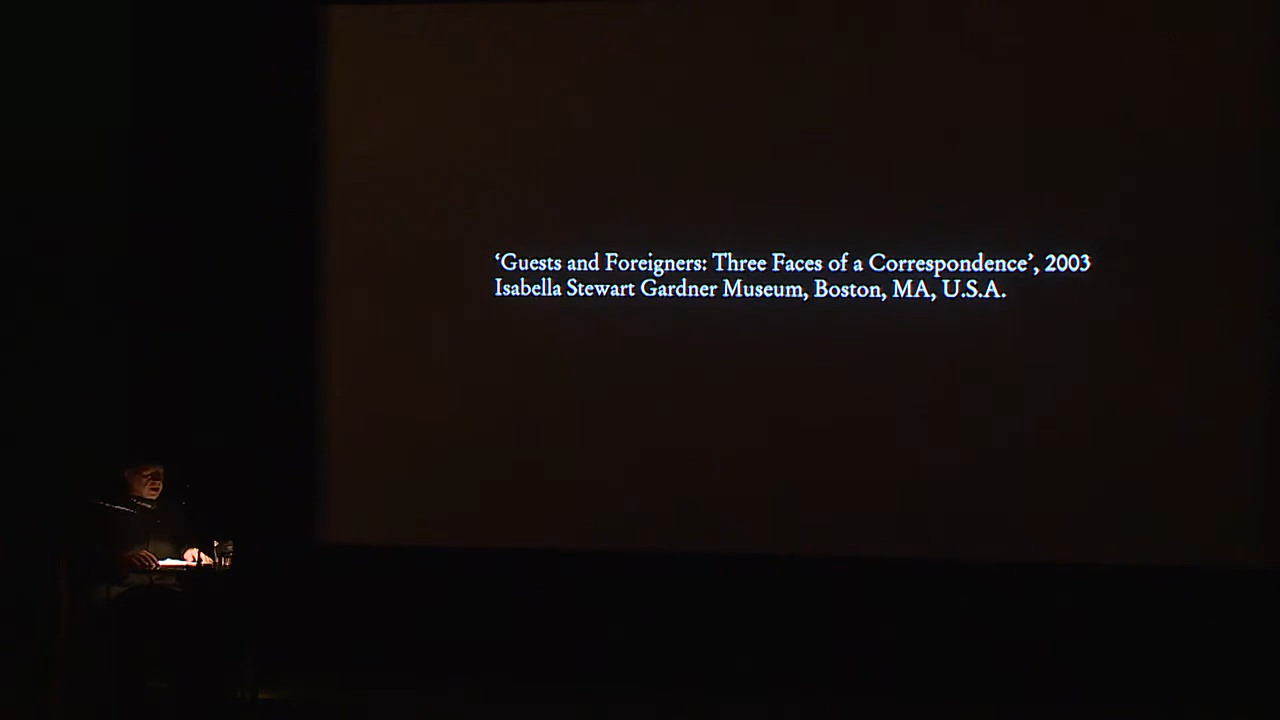 ‘Guests and Foreigners: Three Faces of a Correspondence’, 2003
Isabella Stewart Gardner Museum, Boston, MA, U.S.A.